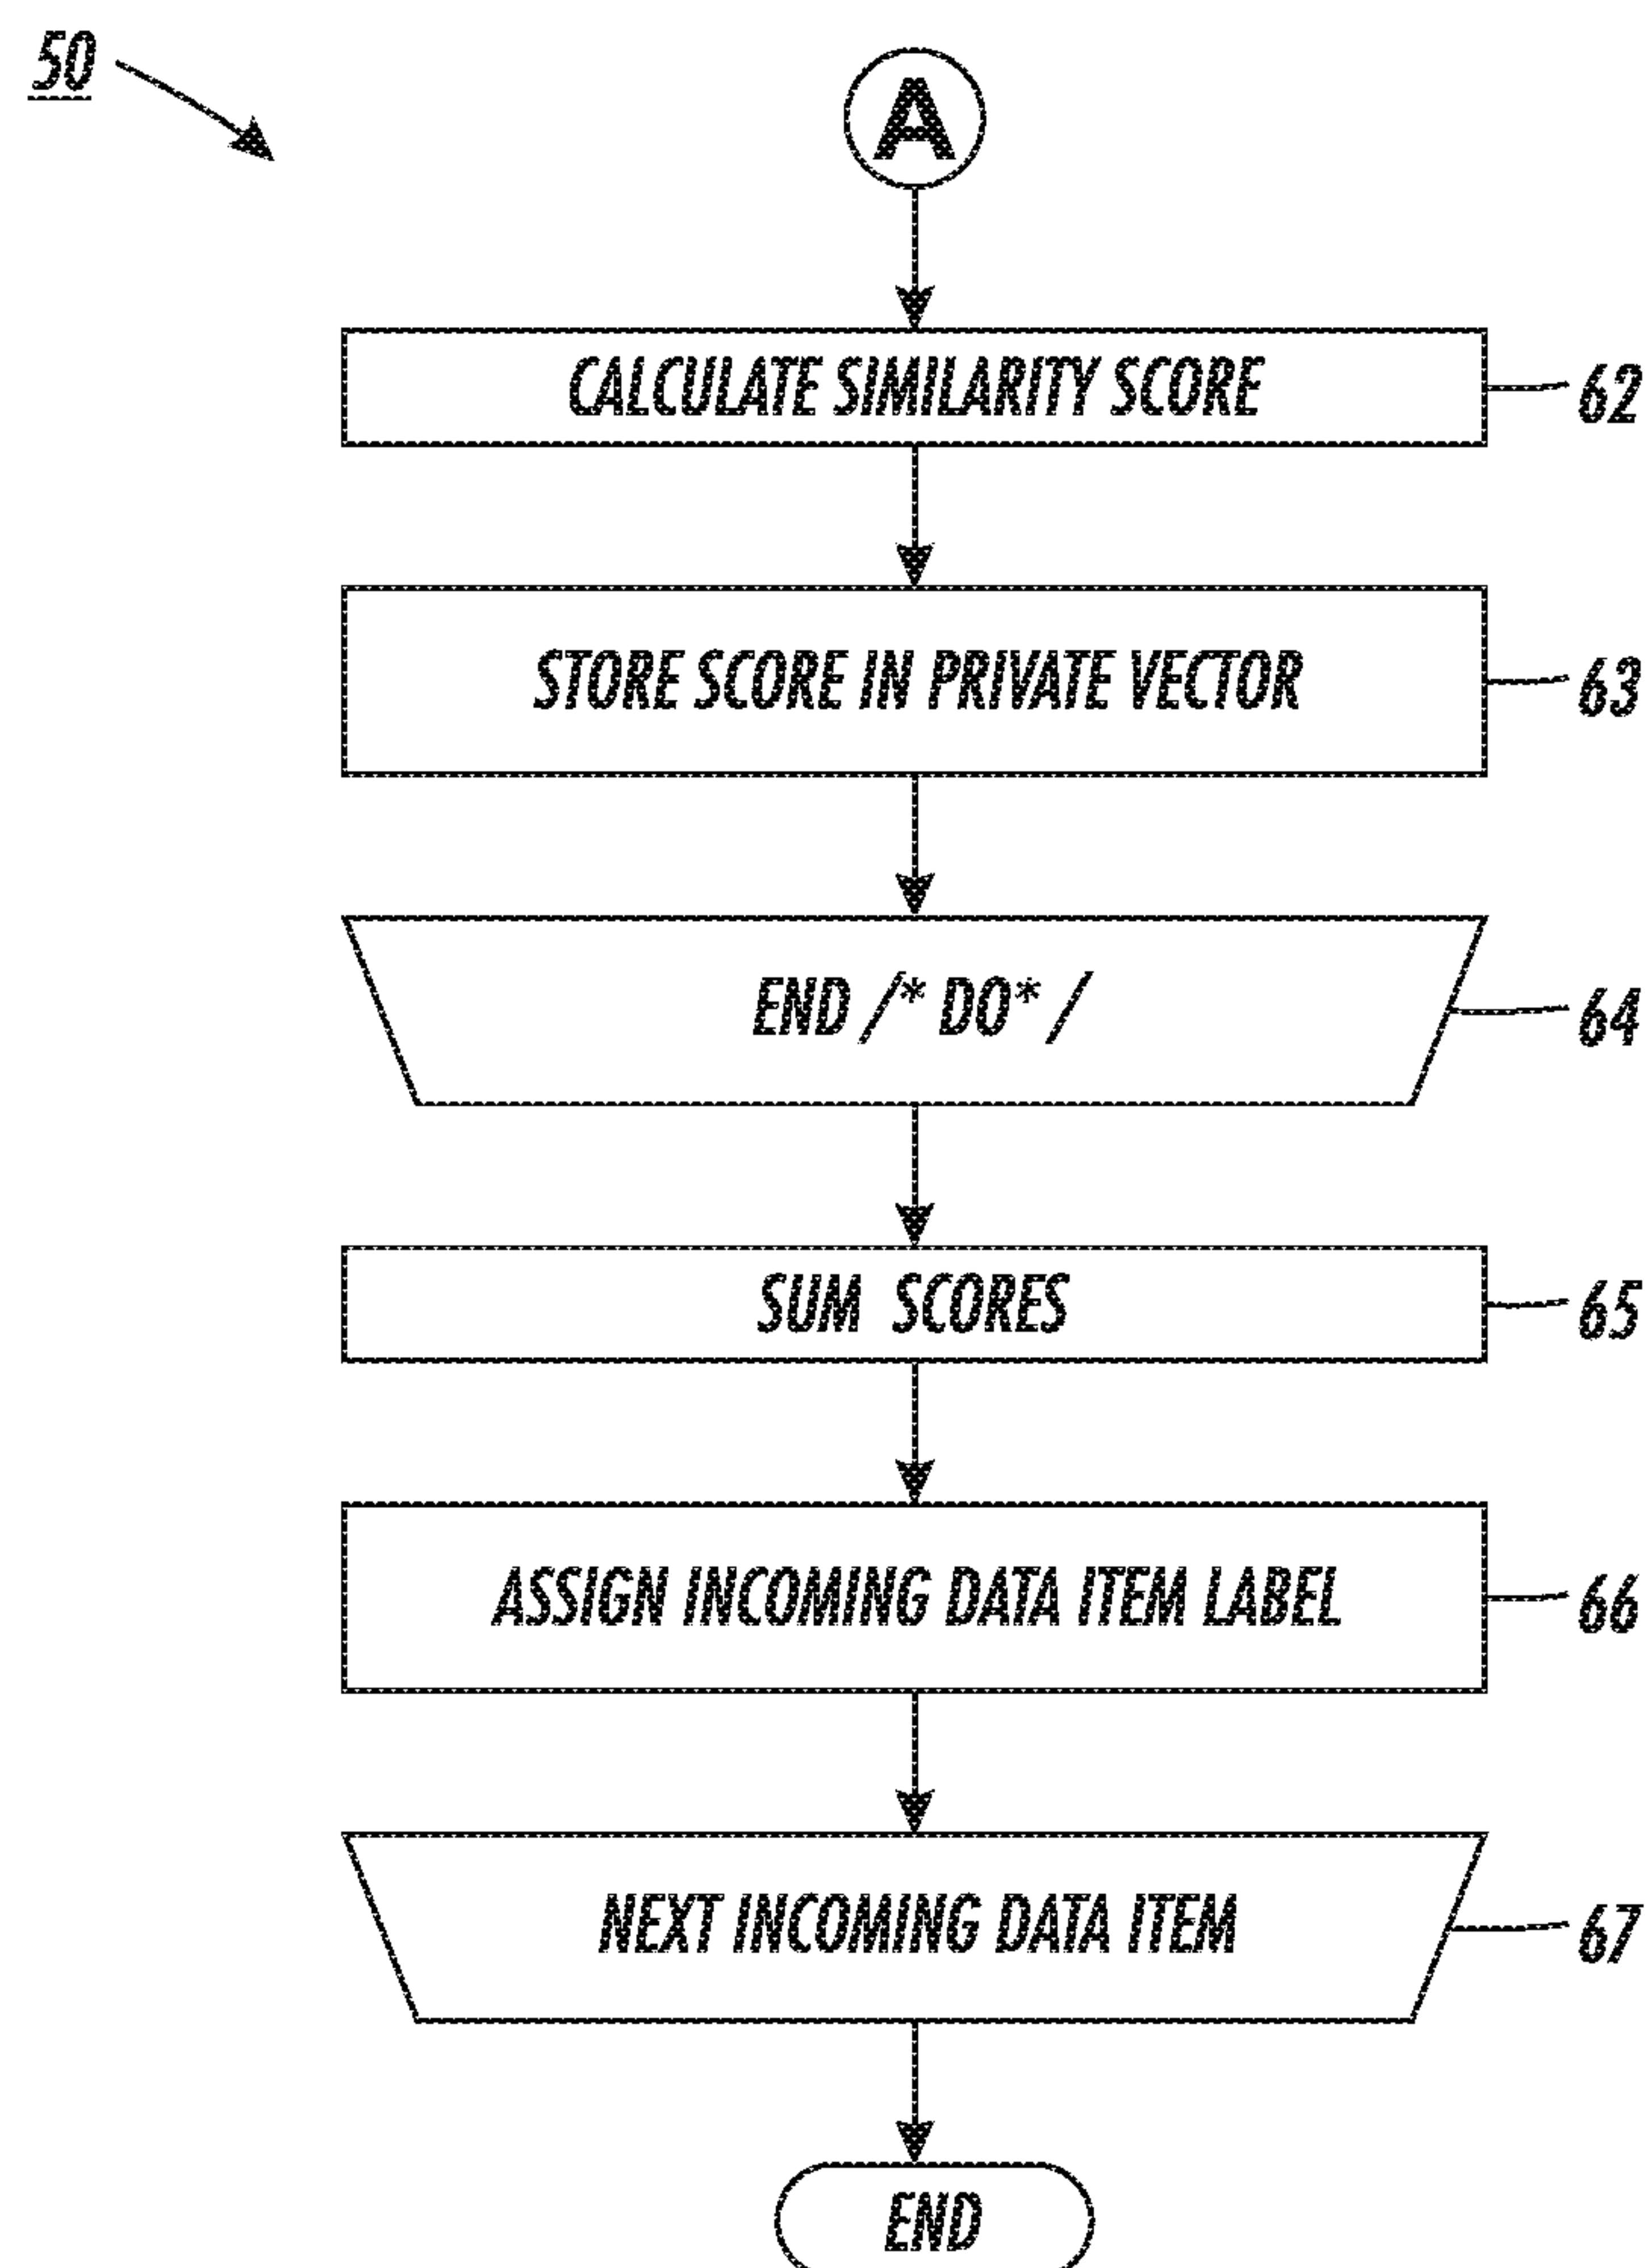 50
A
CALCULATE SIMILARITY SCORE
62
STORE SCORE IN PRIVATE VECTOR
63
END /* DO* /
64
SUM SCORES
65
ASSIGN INCOMING DATA ITEM LABEL
66
NEXT INCOMING DATA ITEM
67
END